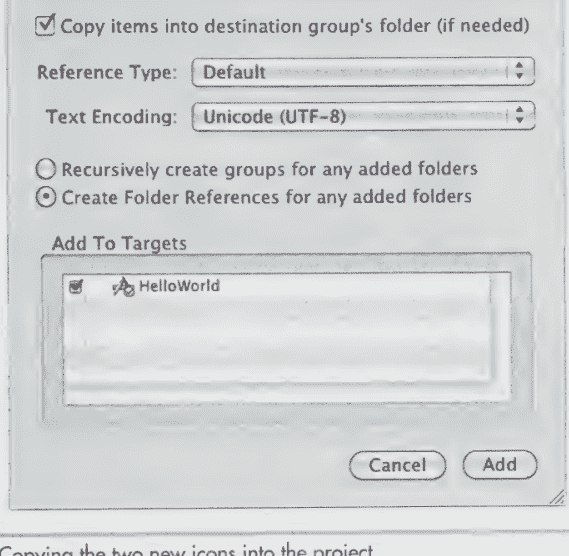 Copy items into destination group's folder (if needed)
Reference Type: Default
Text Encoding: Unicode (UTF-8)
Recursively create groups for any added folders
Create Folder References for any added folders
Add To Targets
HelloWorld
Cancel Add
Copying the two new icons into the project